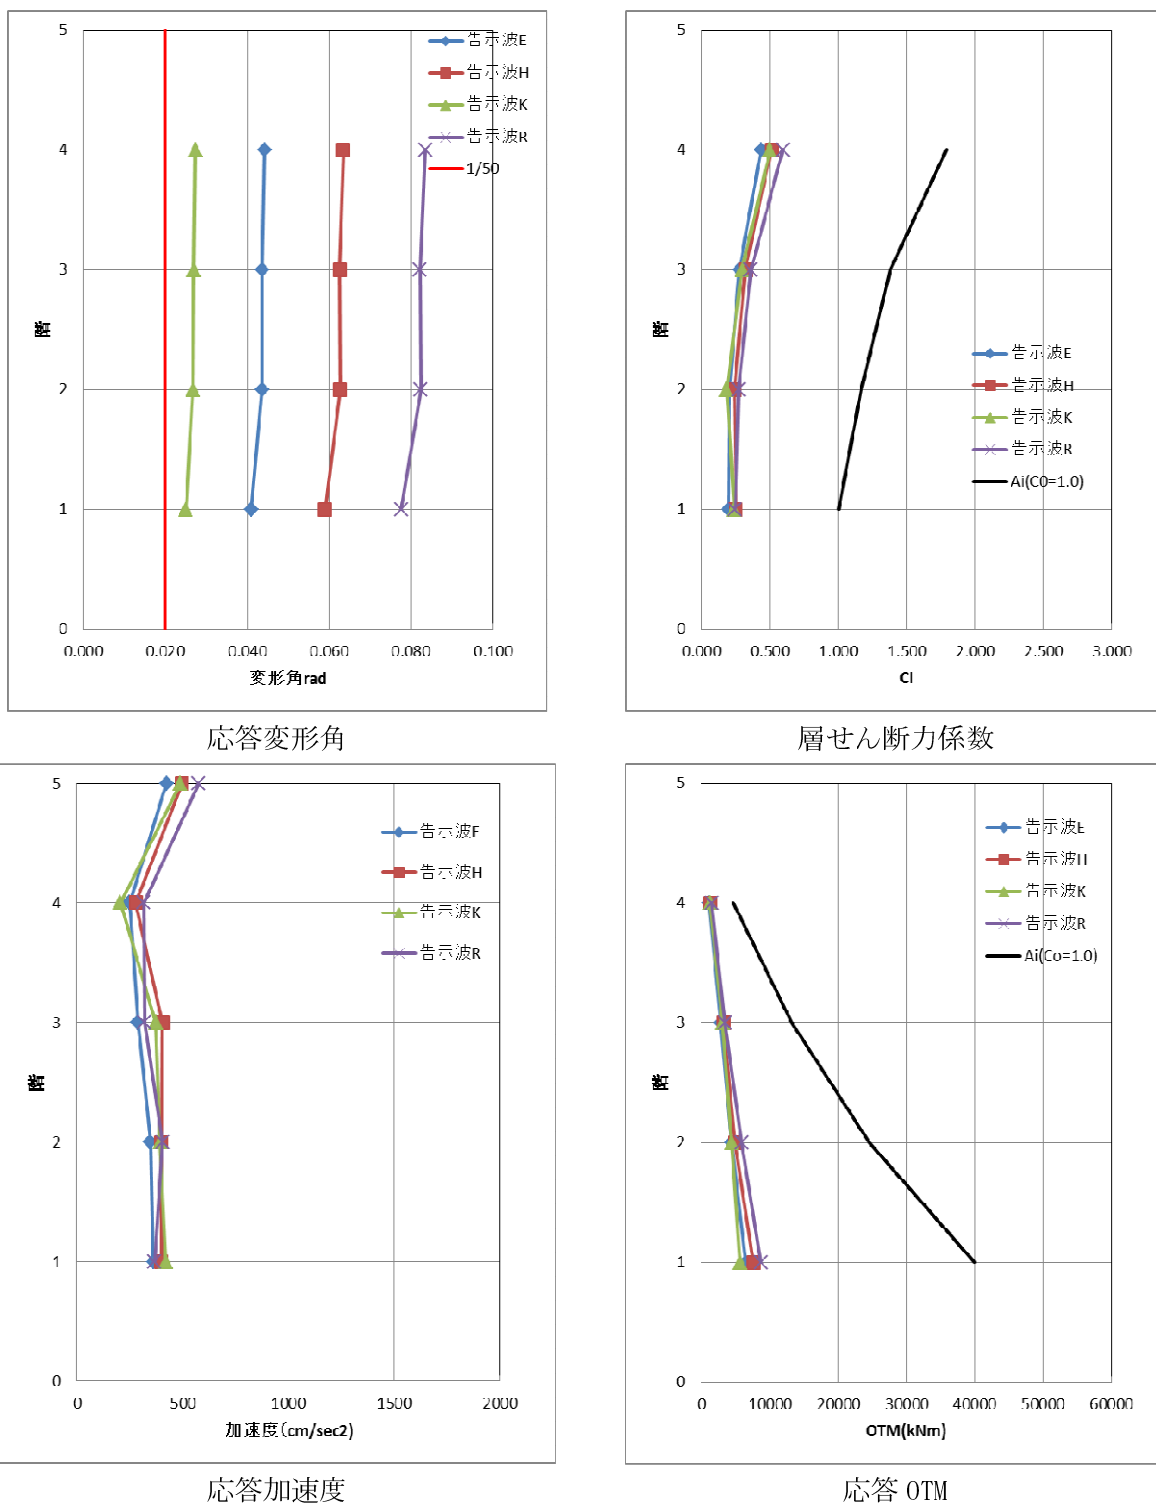 5
4
3
2
1
0
階
0.000 0.020 0.040 0.060 0.080 0.100
変形角rad
告示波E
告示波H
告示波K
告示波R
1/50
応答変形角
5
4
3
2
1
0
階
0.000 0.500 1.000 1.500 2.000 2.500 3.000
CI
告示波E
告示波H
告示波K
告示波R
Ai(C0=1.0)
層せん断力係数
5
4
3
2
1
0
階
0 500 1000 1500 2000
加速度(cm/sec2)
告示波E
告示波H
告示波K
告示波R
応答加速度
5
4
3
2
1
0
階
0 10000 20000 30000 40000 50000 60000
OTM(kNm)
告示波E
告示波H
告示波K
告示波R
Ai(Co=1.0)
応答 OTM